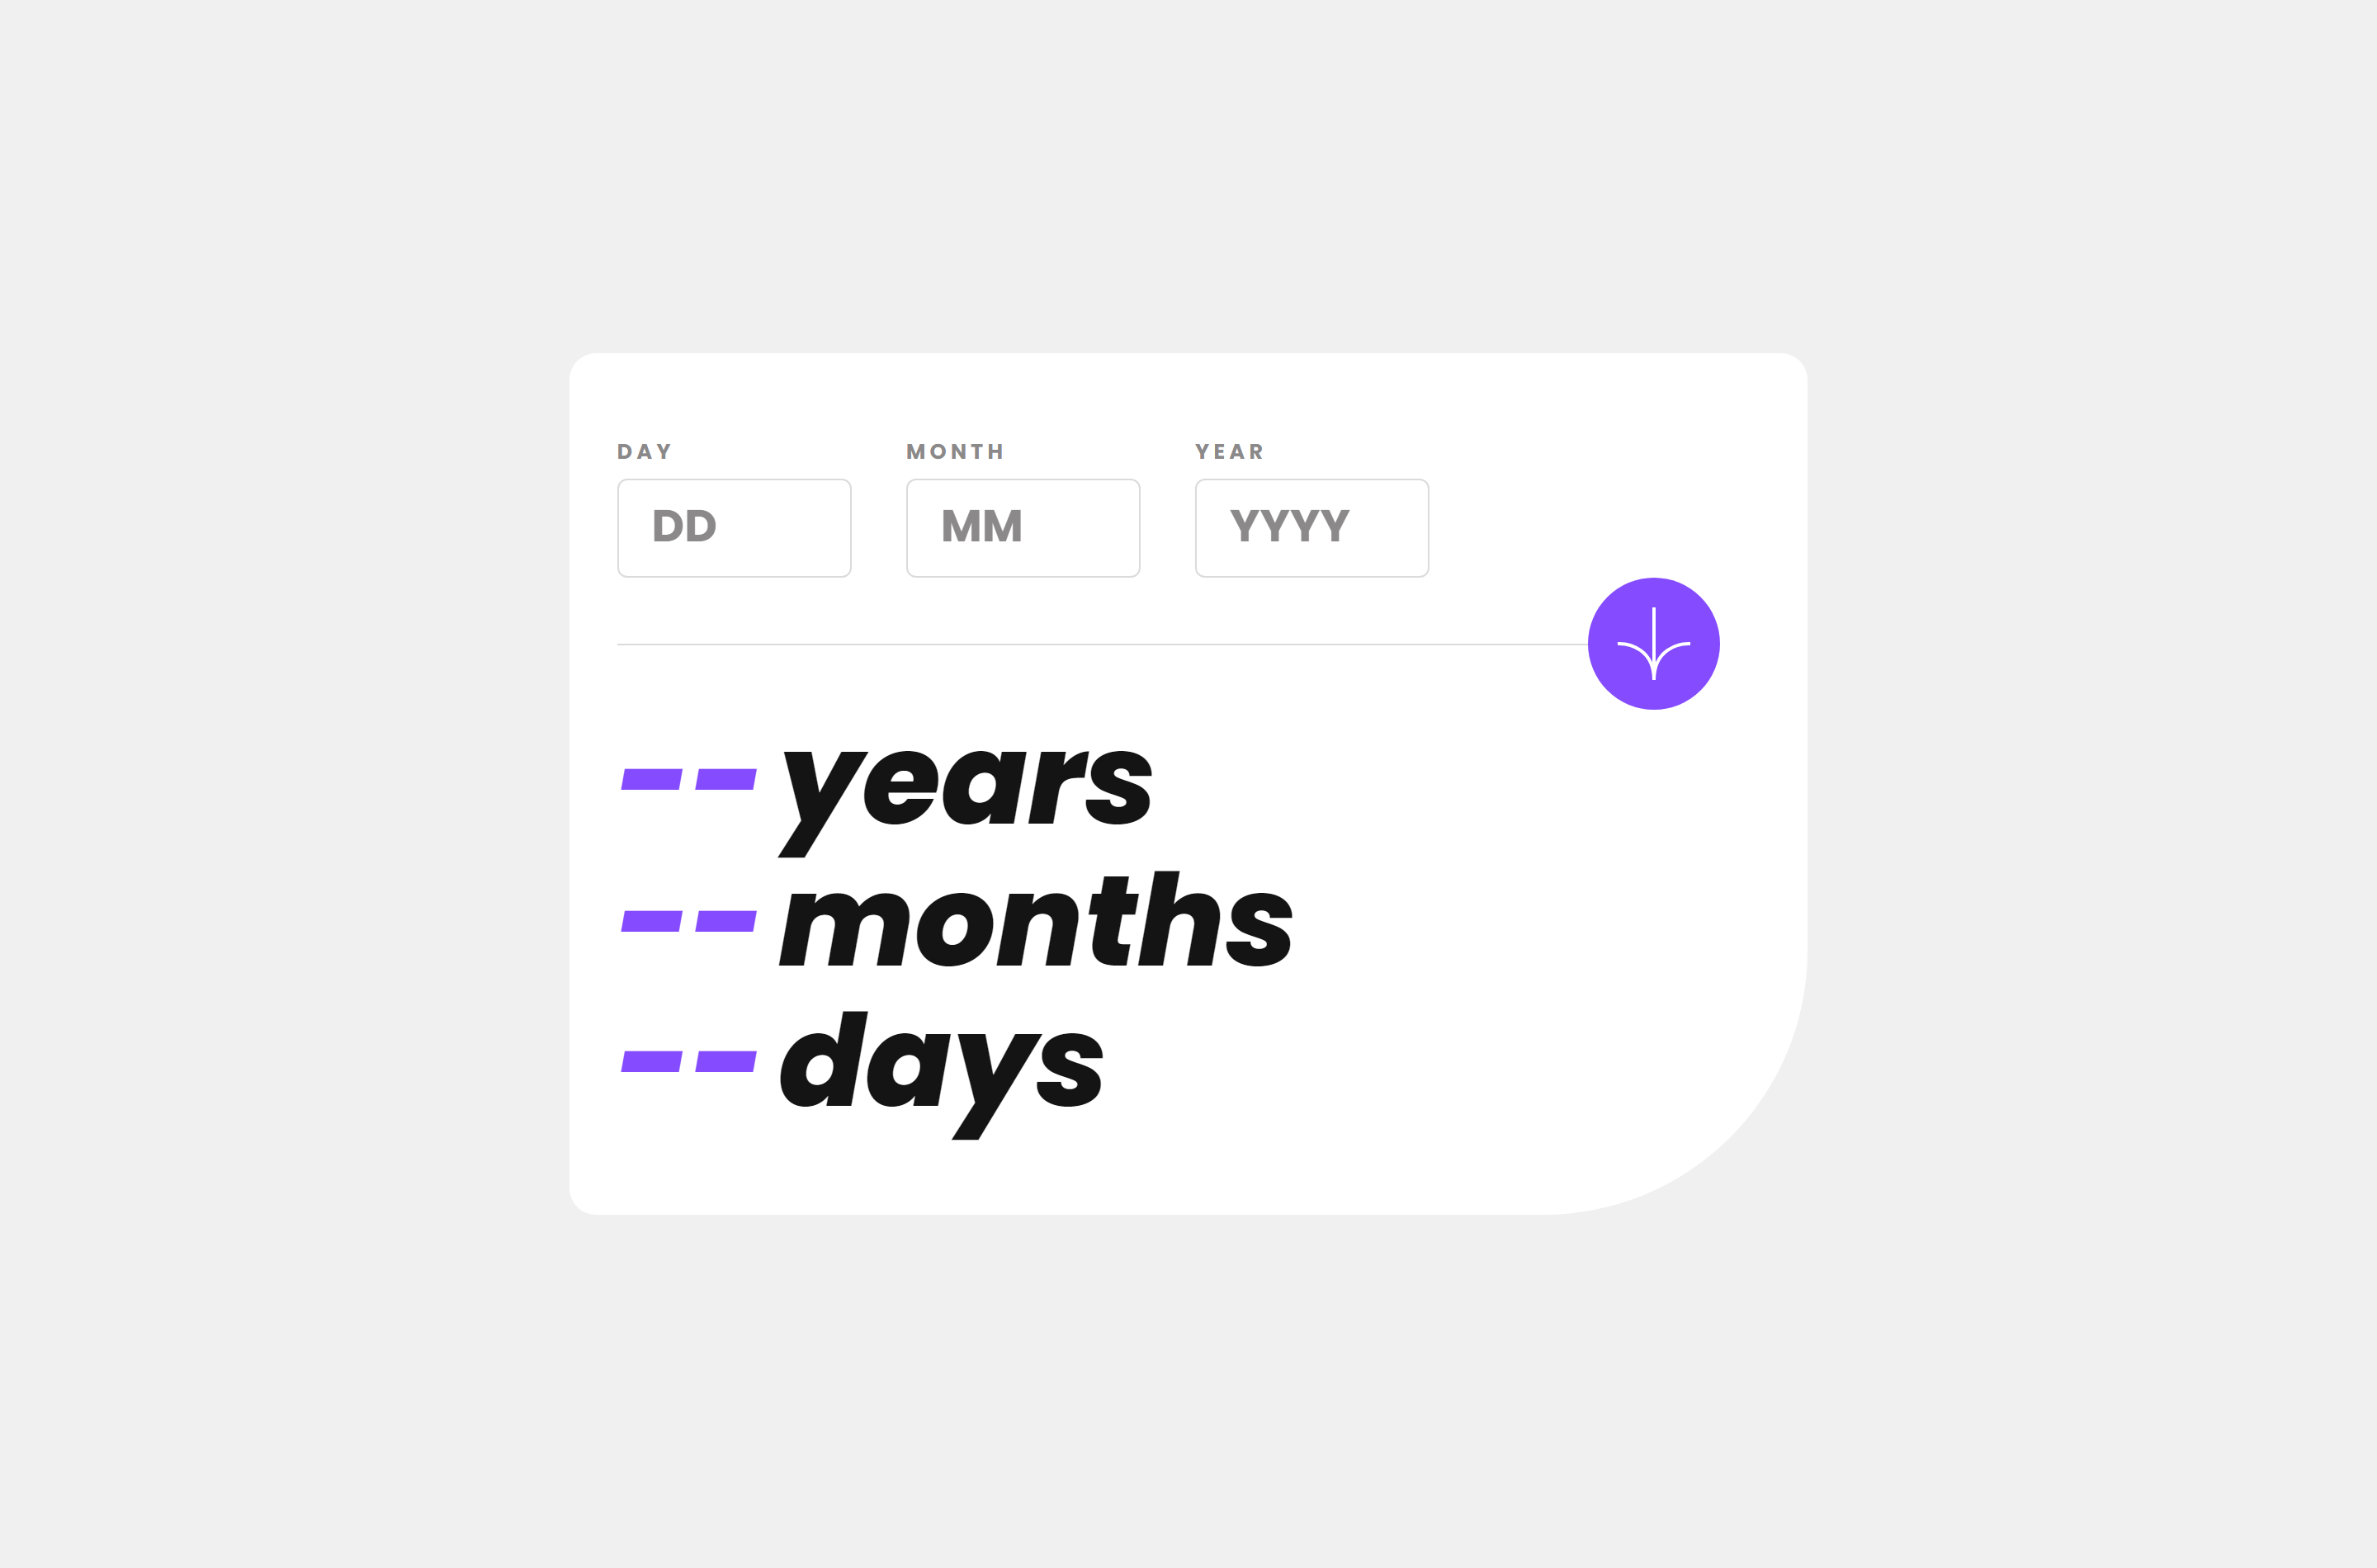 DAY MONTH YEAR
DD MM YYYY
-- years
-- months
-- days